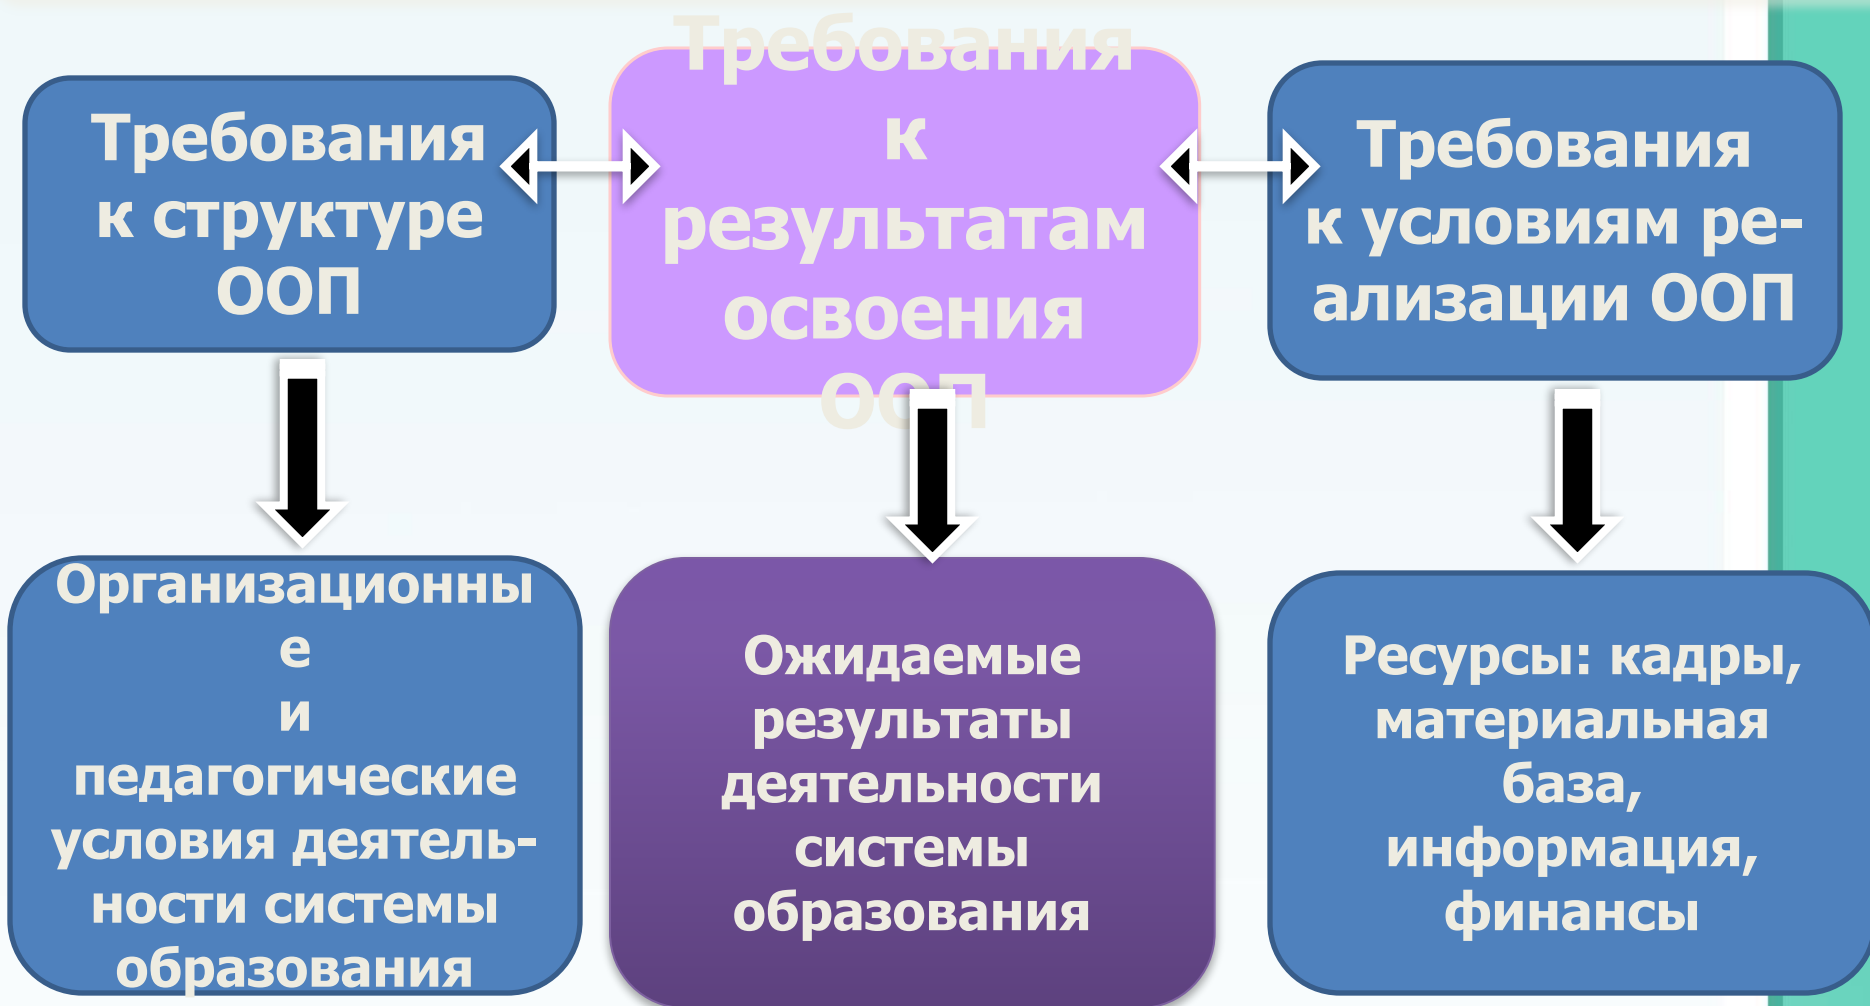 Требования
к структуре
ООП
Требования
к
результатам
освоения
ООП
Требования
к условиям ре-
ализации ООП
Организационны
е
и
педагогические
условия деятель-
ности системы
образования
Ожидаемые
результаты
деятельности
системы
образования
Ресурсы: кадры,
материальная
база,
информация,
финансы